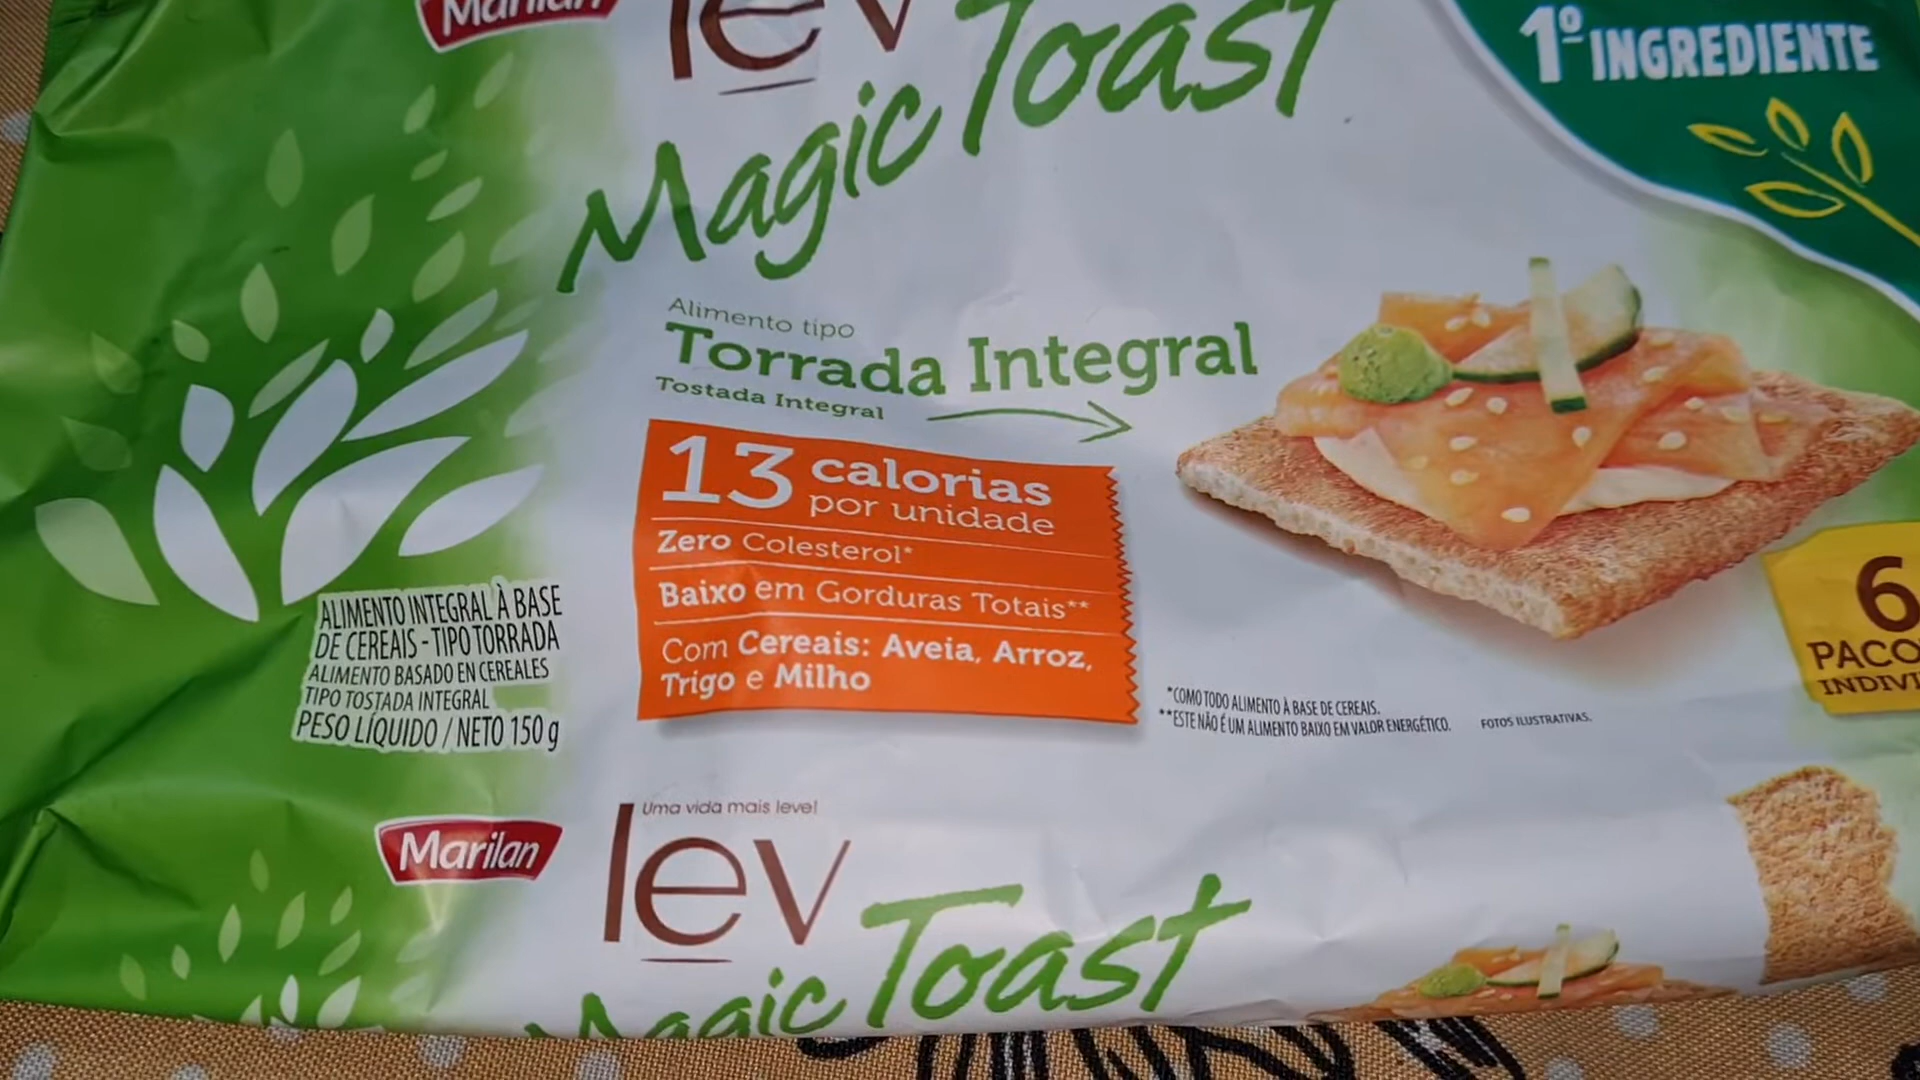 Marilan
lev
Magic Toast
1º INGREDIENTE
Alimento tipo
Torrada Integral
Tostada Integral
13 calorias
por unidade
Zero Colesterol*
Baixo em Gorduras Totais**
Com Cereais: Aveia, Arroz,
Trigo e Milho
6
ALIMENTO INTEGRAL À BASE
DE CEREAIS - TIPO TORRADA
ALIMENTO BASADO EN CEREALES
TIPO TOSTADA INTEGRAL
PESO LÍQUIDO / NETO 150 g
*COMO TODO ALIMENTO À BASE DE CEREAIS.
**ESTE NÃO É UM ALIMENTO BAIXO EM VALOR ENERGÉTICO.
FOTOS ILUSTRATIVAS.
Uma vida mais leve!
Marilan
lev
Magic Toast